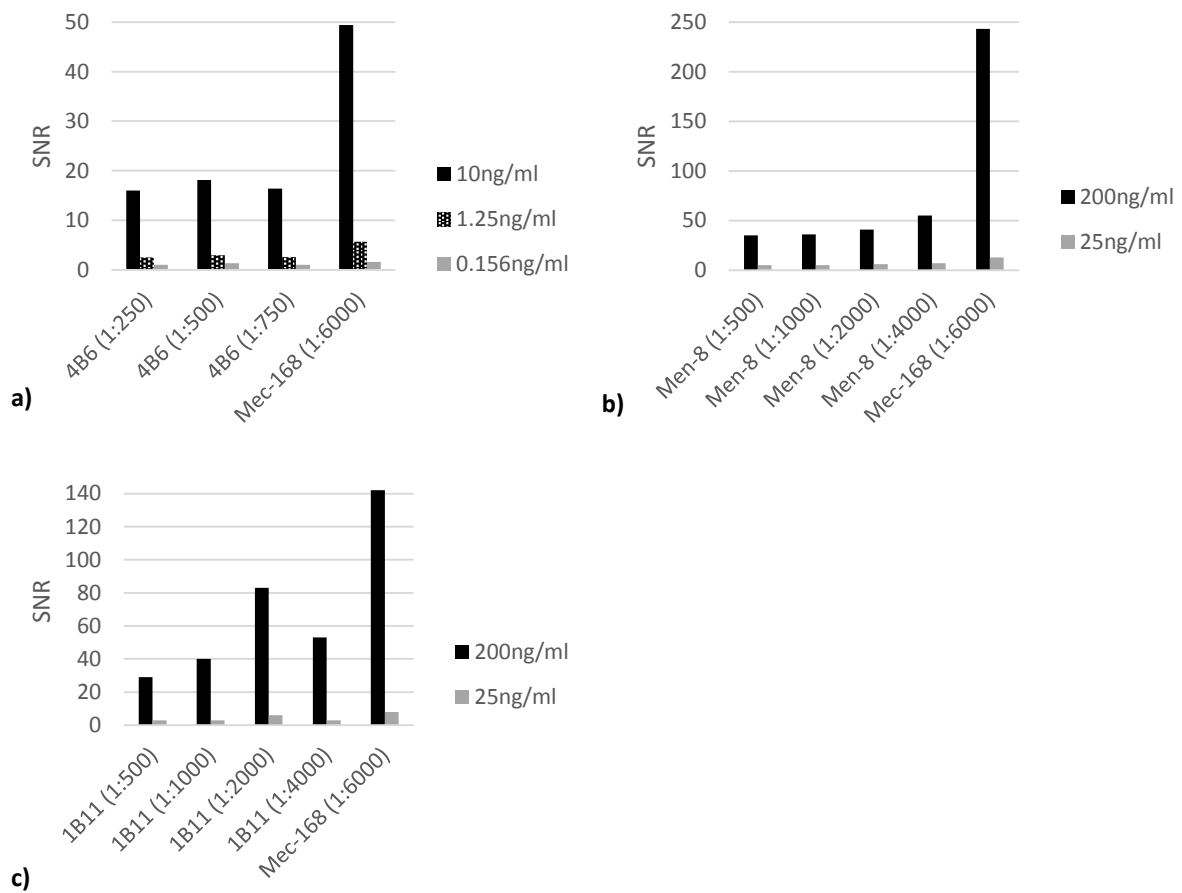 50
40
30
20
10
0
SNR
4B6 (1:250)
4B6 (1:500)
4B6 (1:750)
Mec-168 (1:6000)
10ng/ml
1.25ng/ml
0.156ng/ml
a)
250
200
150
100
50
0
SNR
Men-8 (1:500)
Men-8 (1:1000)
Men-8 (1:2000)
Men-8 (1:4000)
Mec-168 (1:6000)
200ng/ml
25ng/ml
b)
140
120
100
80
60
40
20
0
SNR
1B11 (1:500)
1B11 (1:1000)
1B11 (1:2000)
1B11 (1:4000)
Mec-168 (1:6000)
200ng/ml
25ng/ml
c)